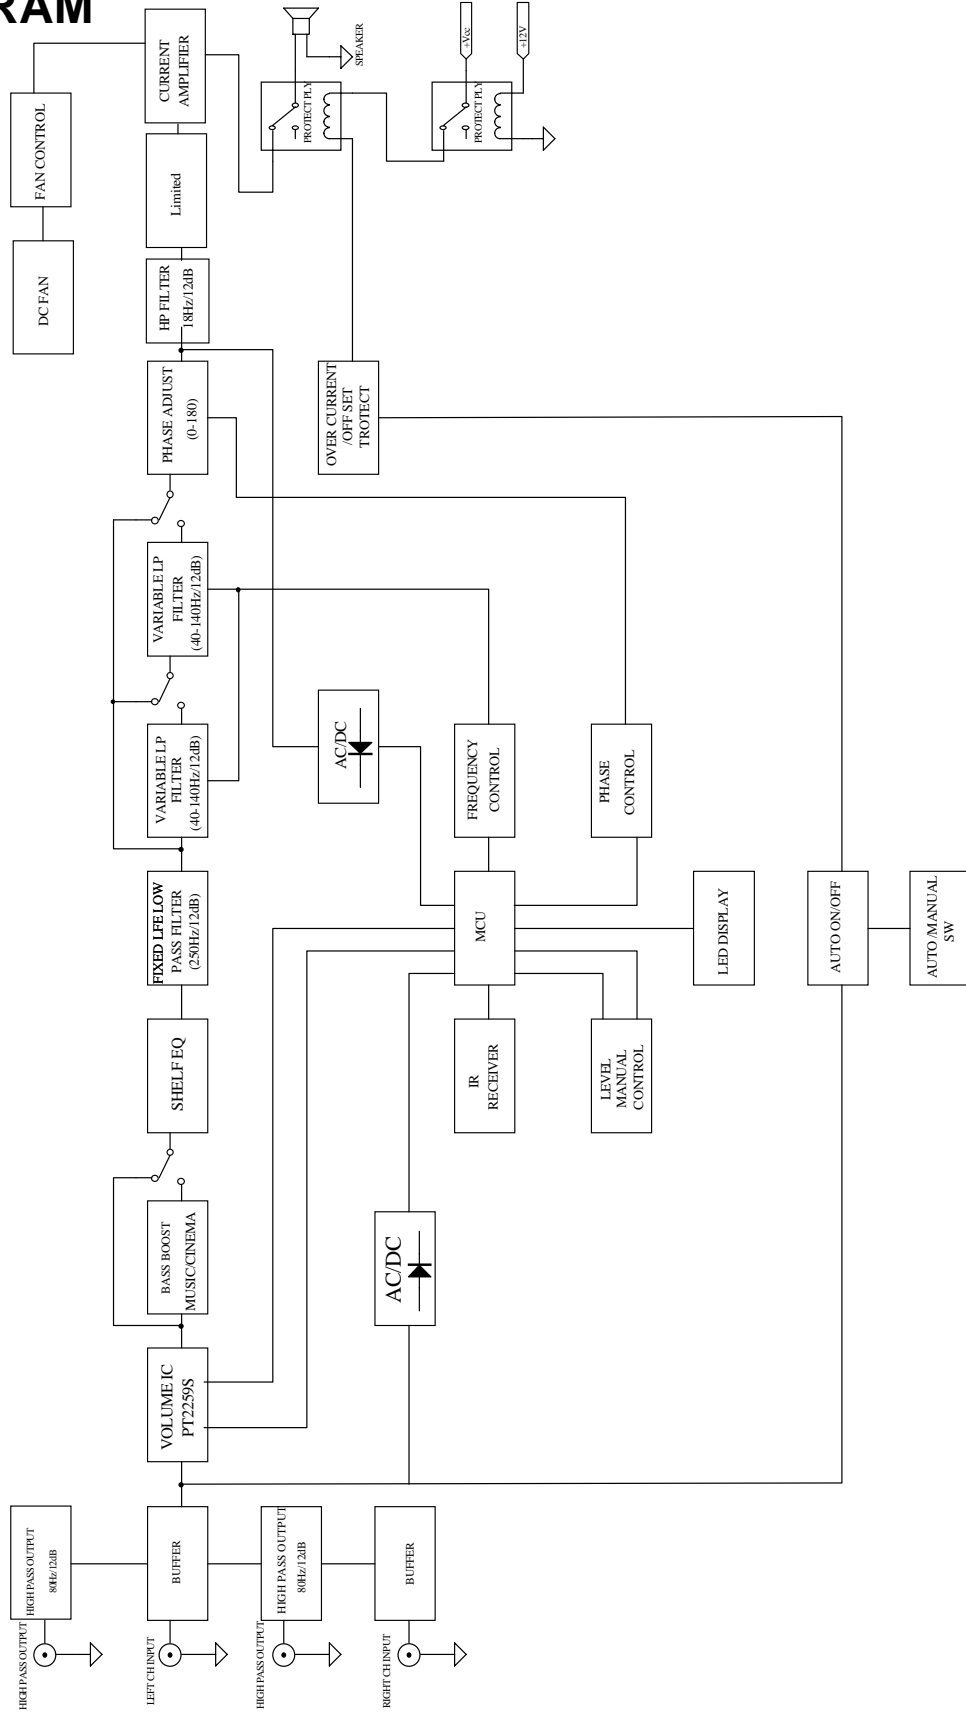 RAM
CURRENT
AMPLIFIER
FAN CONTROL
DC FAN
Limited
HP FILTER
18Hz/12dB
SPEAKER
PROTECT PLY
+Vcc
+12V
PROTECT PLY
PHASE ADJUST
(0-180)
OVER CURRENT
/OFF SET
TROTECT
VARIABLE LP
FILTER
(40-140Hz/12dB)
VARIABLE LP
FILTER
(40-140Hz/12dB)
AC/DC
FREQUENCY
CONTROL
PHASE
CONTROL
FIXED LFE LOW
PASS FILTER
(250Hz/12dB)
MCU
LED DISPLAY
AUTO ON/OFF
AUTO /MANUAL
SW
SHELF EQ
IR
RECEIVER
LEVEL
MANUAL
CONTROL
BASS BOOST
MUSIC/CINEMA
AC/DC
VOLUME IC
PT2259S
HIGH PASS OUTPUT
80Hz/12dB
BUFFER
HIGH PASS OUTPUT
80Hz/12dB
BUFFER
HIGH PASS OUTPUT
LEFT CH INPUT
HIGH PASS OUTPUT
RIGHT CH INPUT